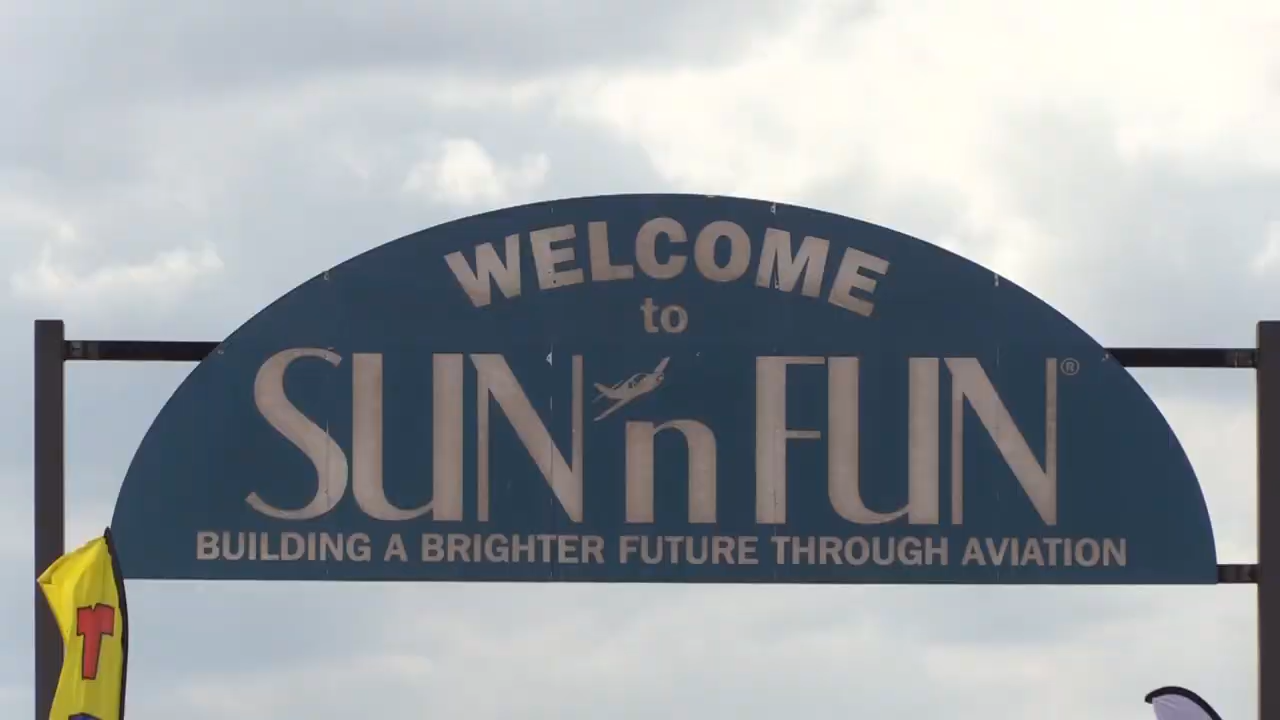 WELCOME
to
SUN 'n FUN®
BUILDING A BRIGHTER FUTURE THROUGH AVIATION
T